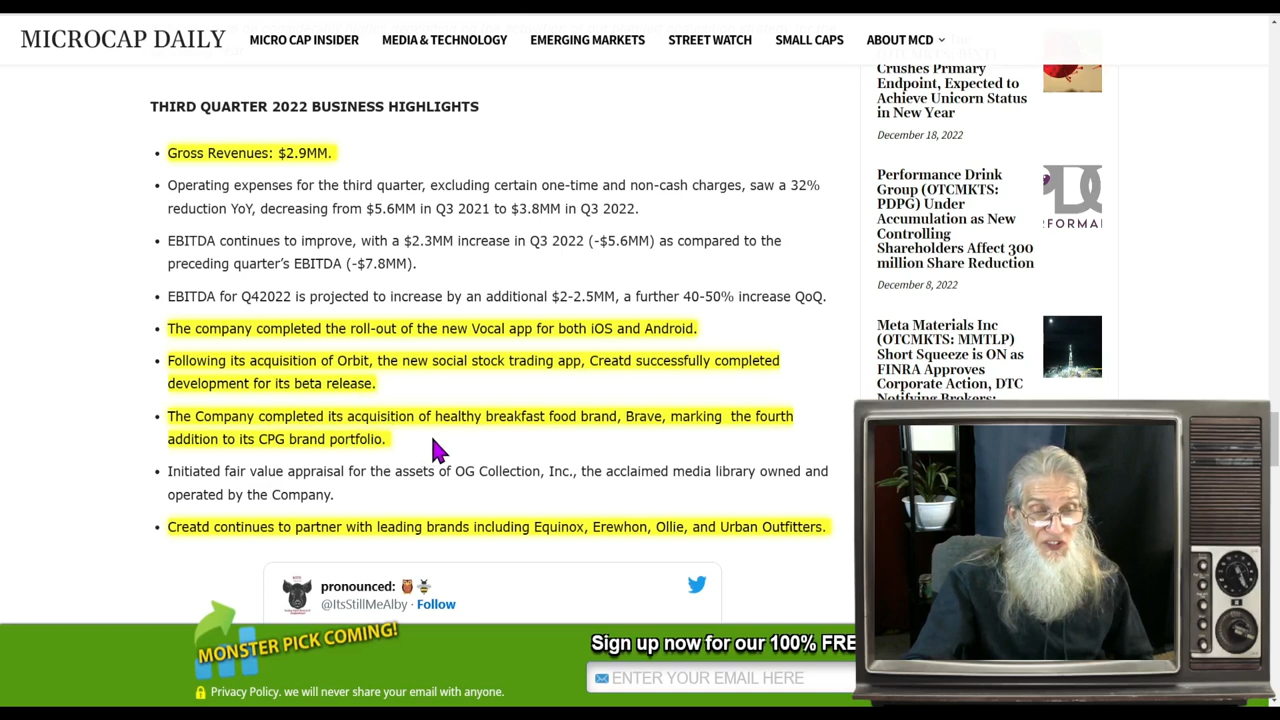 MICROCAP DAILY
MICRO CAP INSIDER
MEDIA & TECHNOLOGY
EMERGING MARKETS
STREET WATCH
SMALL CAPS
ABOUT MCD
THIRD QUARTER 2022 BUSINESS HIGHLIGHTS
• Gross Revenues: $2.9MM.
• Operating expenses for the third quarter, excluding certain one-time and non-cash charges, saw a 32%
reduction YoY, decreasing from $5.6MM in Q3 2021 to $3.8MM in Q3 2022.
• EBITDA continues to improve, with a $2.3MM increase in Q3 2022 (-$5.6MM) as compared to the
preceding quarter’s EBITDA (-$7.8MM).
• EBITDA for Q42022 is projected to increase by an additional $2-2.5MM, a further 40-50% increase QoQ.
• The company completed the roll-out of the new Vocal app for both iOS and Android.
• Following its acquisition of Orbit, the new social stock trading app, Creatd successfully completed
development for its beta release.
• The Company completed its acquisition of healthy breakfast food brand, Brave, marking the fourth
addition to its CPG brand portfolio.
• Initiated fair value appraisal for the assets of OG Collection, Inc., the acclaimed media library owned and
operated by the Company.
• Creatd continues to partner with leading brands including Equinox, Erewhon, Ollie, and Urban Outfitters.
pronounced:
@ItsStillMeAlby · Follow
Crushes Primary
Endpoint, Expected to
Achieve Unicorn Status
in New Year
December 18, 2022
Performance Drink
Group (OTCMKTS:
PDPG) Under
Accumulation as New
Controlling
Shareholders Affect 300
million Share Reduction
December 8, 2022
ERFORMA
Meta Materials Inc
(OTCMKTS: MMTLP)
Short Squeeze is ON as
FINRA Approves
Corporate Action, DTC
Notifying Brokers:
MONSTER PICK COMING!
Privacy Policy. we will never share your email with anyone.
Sign up now for our 100% FRE
ENTER YOUR EMAIL HERE